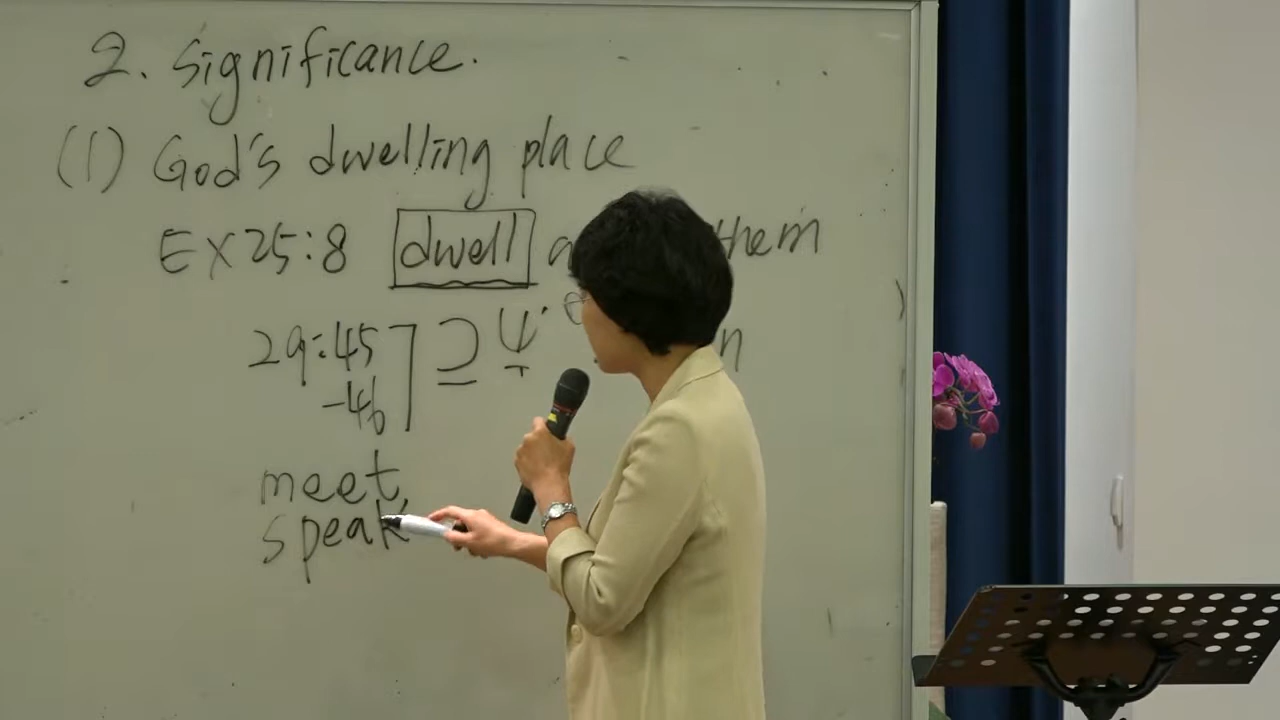 2. Significance.
(1) God's dwelling place
EX 25:8 dwell them
29:45 שָׁכַן
-46
meet
speak